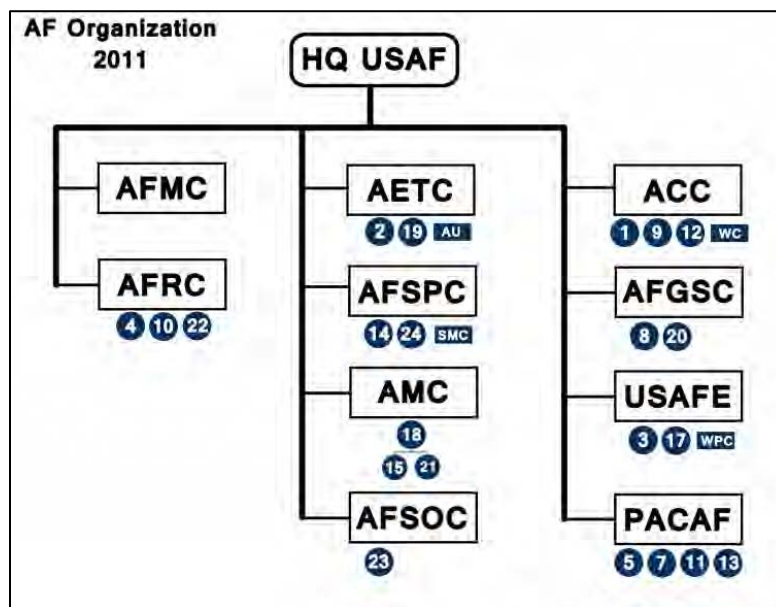 AF Organization
2011
HQ USAF
AFMC
AFRC
4 10 22
AETC
2 19 AU
AFSPC
14 24 SMC
AMC
18
15 21
AFSOC
23
ACC
1 9 12 WC
AFGSC
8 20
USAFE
3 17 WPC
PACAF
5 7 11 13